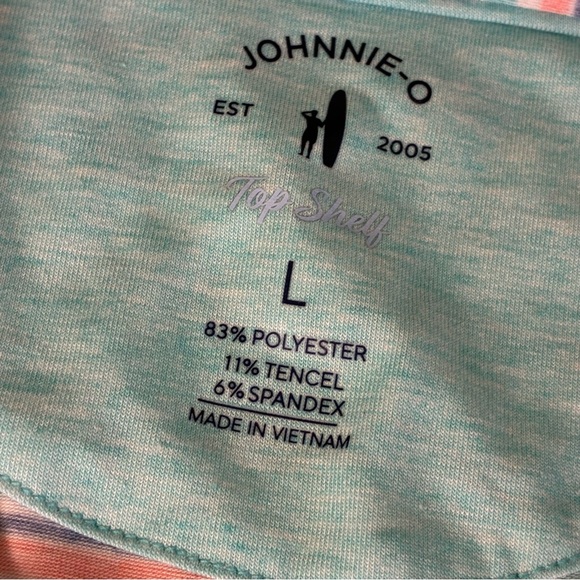 JOHNNIE-O
EST 2005
Top Shelf
L
83% POLYESTER
11% TENCEL
6% SPANDEX
MADE IN VIETNAM